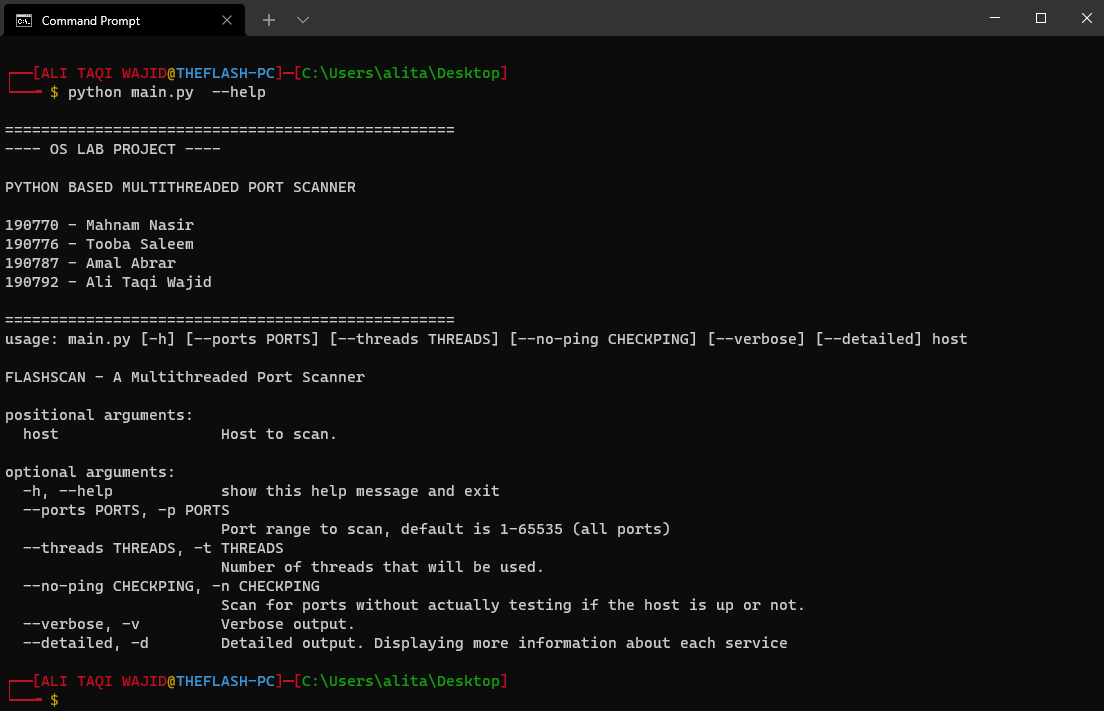 Command Prompt
[ALI TAQI WAJID@THEFLASH-PC]-[C:\Users\alita\Desktop]
$ python main.py  --help
==================================================
---- OS LAB PROJECT ----
PYTHON BASED MULTITHREADED PORT SCANNER
190770 - Mahnam Nasir
190776 - Tooba Saleem
190787 - Amal Abrar
190792 - Ali Taqi Wajid
==================================================
usage: main.py [-h] [--ports PORTS] [--threads THREADS] [--no-ping CHECKPING] [--verbose] [--detailed] host
FLASHSCAN - A Multithreaded Port Scanner
positional arguments:
  host                  Host to scan.
optional arguments:
  -h, --help            show this help message and exit
  --ports PORTS, -p PORTS
                        Port range to scan, default is 1-65535 (all ports)
  --threads THREADS, -t THREADS
                        Number of threads that will be used.
  --no-ping CHECKPING, -n CHECKPING
                        Scan for ports without actually testing if the host is up or not.
  --verbose, -v         Verbose output.
  --detailed, -d        Detailed output. Displaying more information about each service
[ALI TAQI WAJID@THEFLASH-PC]-[C:\Users\alita\Desktop]
$